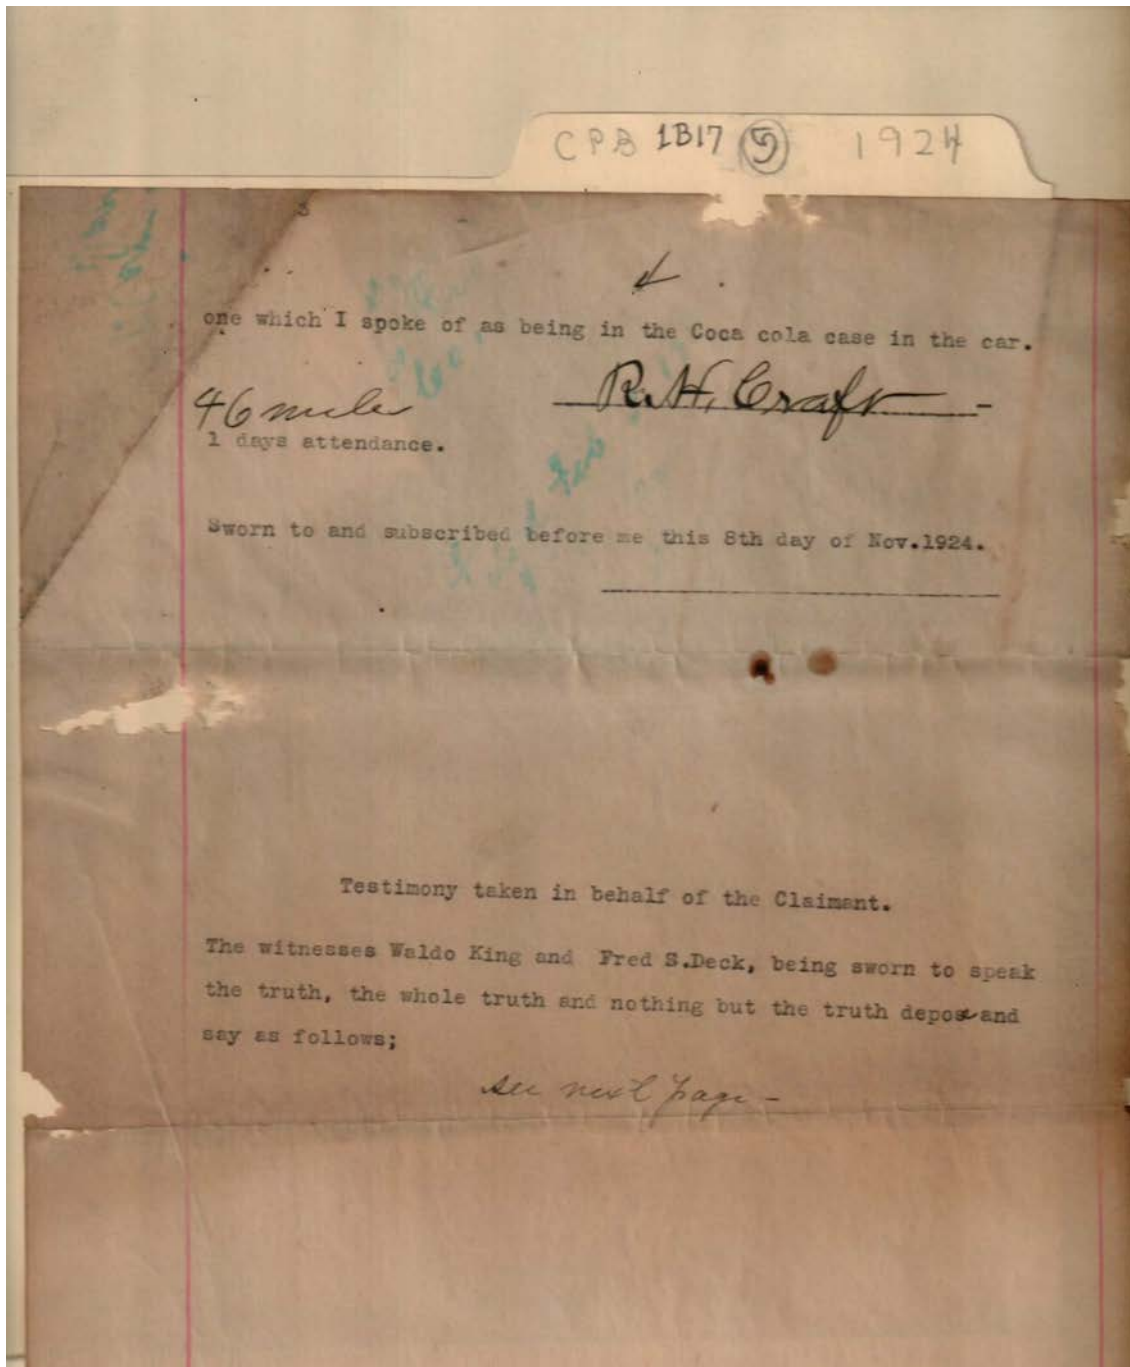 CPB 1B17 5 1924
4
one which I spoke of as being in the Coca cola case in the car.
R.H. Craft
46 miles
1 days attendance.
Sworn to and subscribed before me this 8th day of Nov.1924.
Testimony taken in behalf of the Claimant.
The witnesses Waldo King and Fred S.Deck, being sworn to speak
the truth, the whole truth and nothing but the truth depose and
say as follows;
see next page -